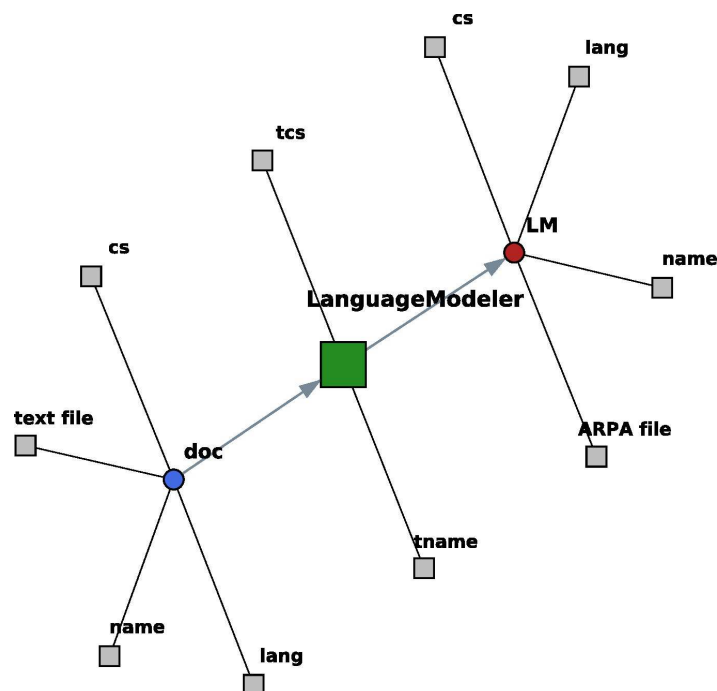 cs
lang
tcs
LM
cs
name
LanguageModeler
text file
ARPA file
doc
tname
name
lang